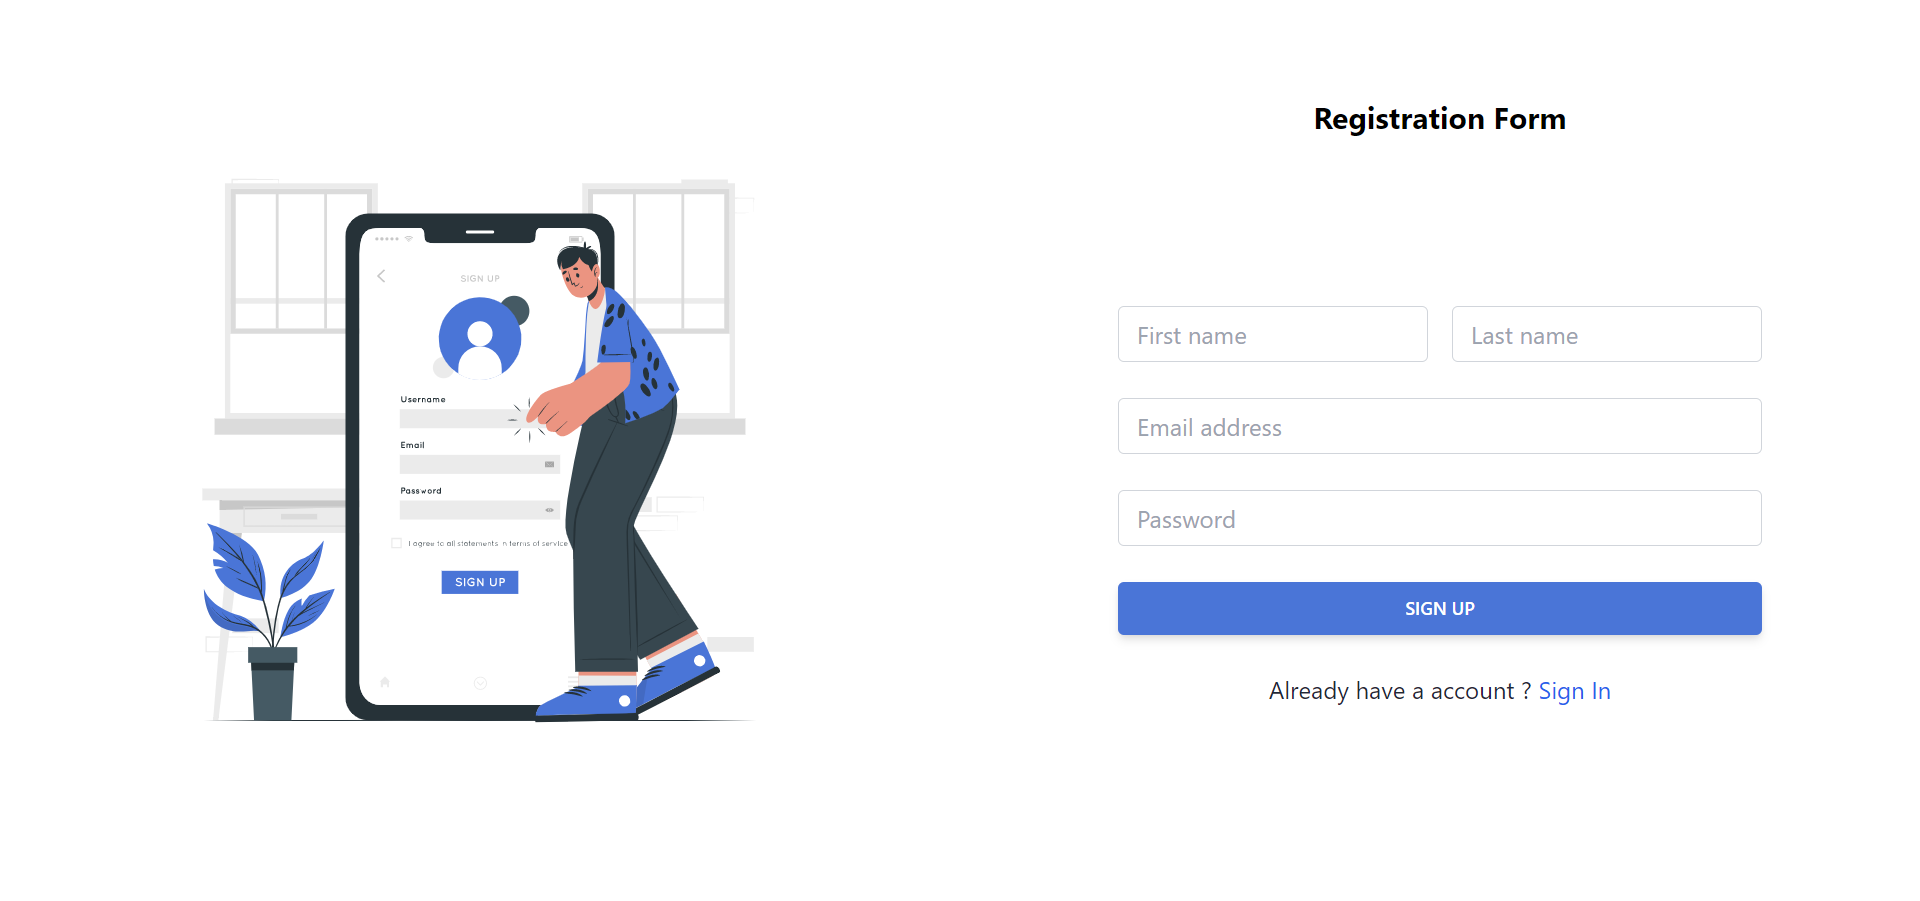 Registration Form
SIGN UP
Username
Email
Password
I agree to all statements in terms of service
SIGN UP
First name
Last name
Email address
Password
SIGN UP
Already have a account ? Sign In